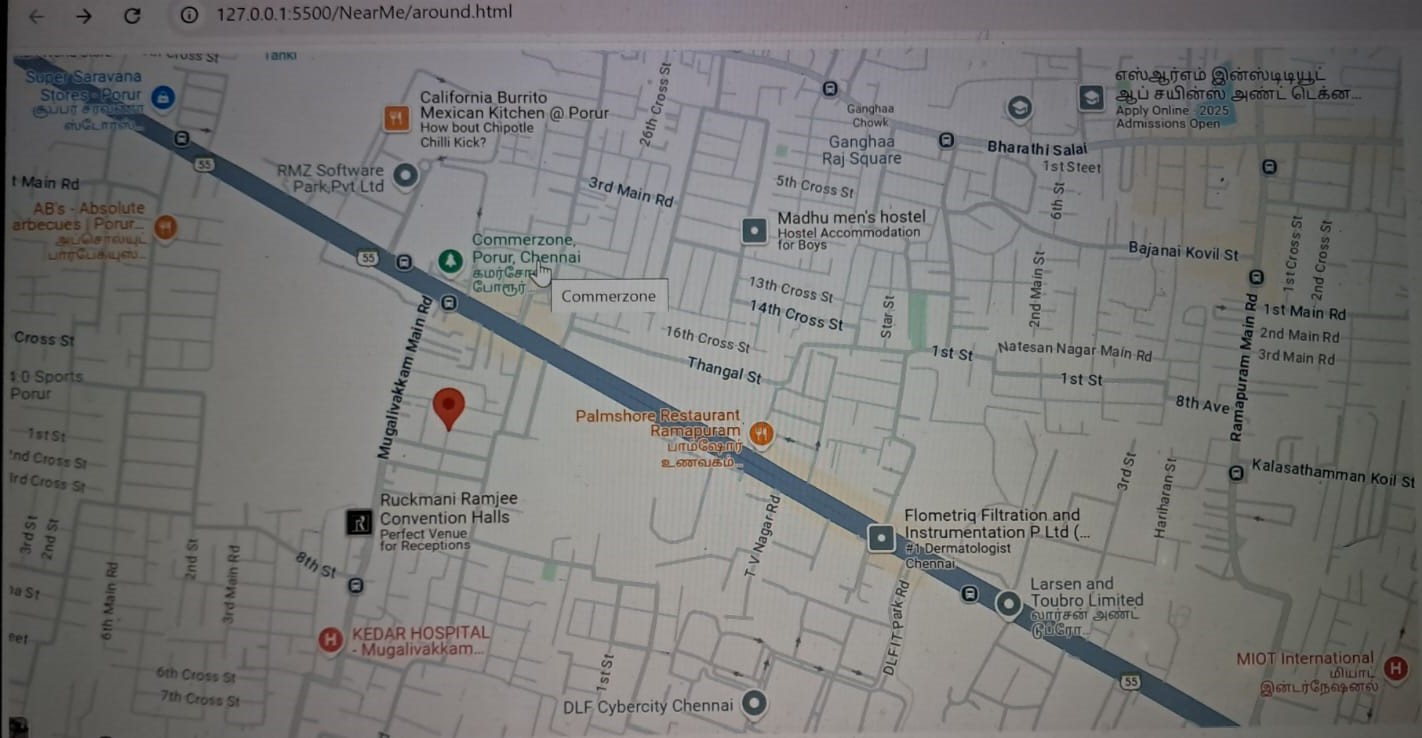 127.0.0.1:5500/NearMe/around.html
Cross St
Tanki
Super Saravana
Stores - Porur
சூப்பர் சரவணா
ஸ்டோர்ஸ்...
55
t Main Rd
AB's - Absolute
arbecues | Porur...
அப்சொலயூட்
பார்பேக்யூஸ்...
California Burrito
Mexican Kitchen @ Porur
How bout Chipotle
Chilli Kick?
RMZ Software
Park,Pvt Ltd
26th Cross St
3rd Main Rd
Ganghaa
Chowk
Ganghaa
Raj Square
எஸ்ஆர்எம் இன்ஸ்டிடியூட்
ஆப் சயின்ஸ் அண்ட் டெக்ன...
Apply Online - 2025
Admissions Open
Bharathi Salai
1st Steet
5th Cross St
6th St
Madhu men's hostel
Hostel Accommodation
for Boys
Bajanai Kovil St
1st Cross St
2nd Cross St
55
Commerzone,
Porur, Chennai
போரூர்
Commerzone
13th Cross St
14th Cross St
16th Cross St
Thangal St
Star St
2nd Main St
1st St
Natesan Nagar Main Rd
1st St
8th Ave
Ramapuram Main Rd
1st Main Rd
2nd Main Rd
3rd Main Rd
Cross St
1.0 Sports
Porur
1st St
nd Cross St
Ird Cross St
3rd St
2nd St
Mugalivakkam Main Rd
Palmshore Restaurant
Ramapuram
பாம்ஷோர்
உணவகம்...
Kalasathamman Koil St
3rd St
Hariharan St
Ruckmani Ramjee
Convention Halls
Perfect Venue
for Receptions
R
8th St
T V Nagar Rd
Flometriq Filtration and
Instrumentation P Ltd (...
#1 Dermatologist
Chennai
Larsen and
Toubro Limited
லார்சன் அண்ட்
டூப்ரோ...
na St
eet
6th Main Rd
2nd St
3rd Main Rd
H
KEDAR HOSPITAL
- Mugalivakkam...
6th Cross St
7th Cross St
1st St
DLF IT Park Rd
DLF Cybercity Chennai
55
MIOT International
மியாட்
இன்டர்நேஷனல்
H